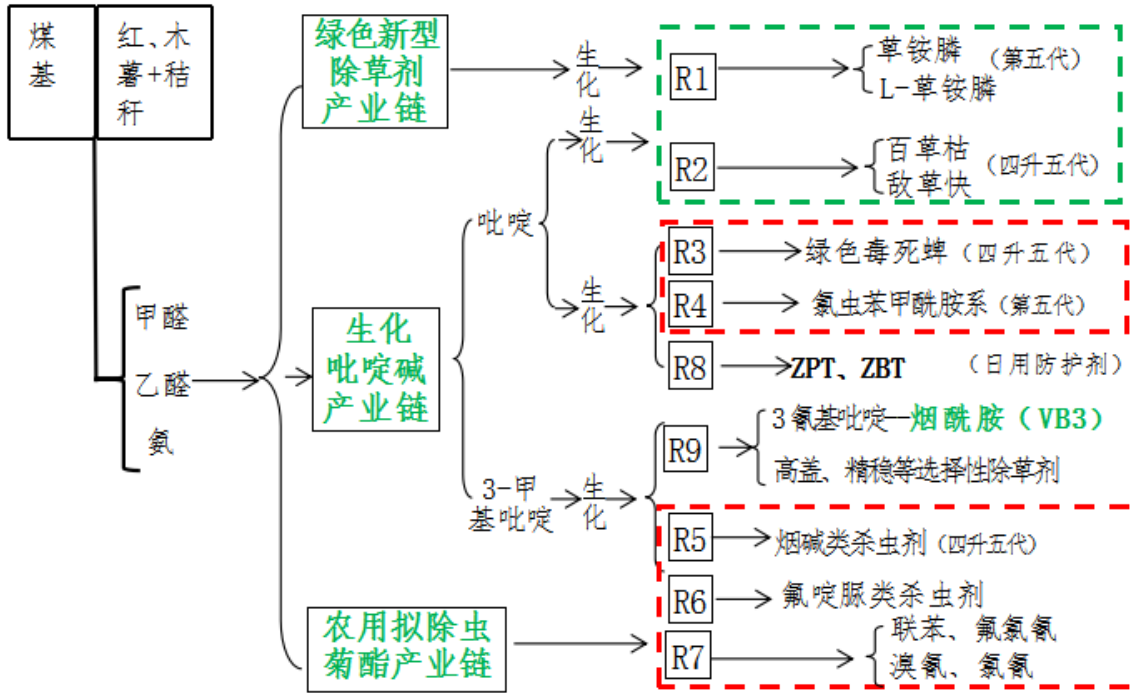 煤
基
红、木
薯+秸
秆
甲醛
乙醛
氨
绿色新型
除草剂
产业链
生
化
R1
草铵膦
(第五代)
L-草铵膦
生化
吡啶碱
产业链
吡啶
生
化
R2
百草枯
敌草快
(四升五代)
生
化
R3
绿色毒死蜱(四升五代)
R4
氯虫苯甲酰胺系(第五代)
R8
ZPT、ZBT
(日用防护剂)
3-甲
基吡啶
生
化
R9
3氰基吡啶—烟酰胺(VB3)
高盖、精稳等选择性除草剂
R5
烟碱类杀虫剂(四升五代)
R6
氟啶脲类杀虫剂
农用拟除虫
菊酯产业链
R7
联苯、氟氯氰
溴氰、氯氰